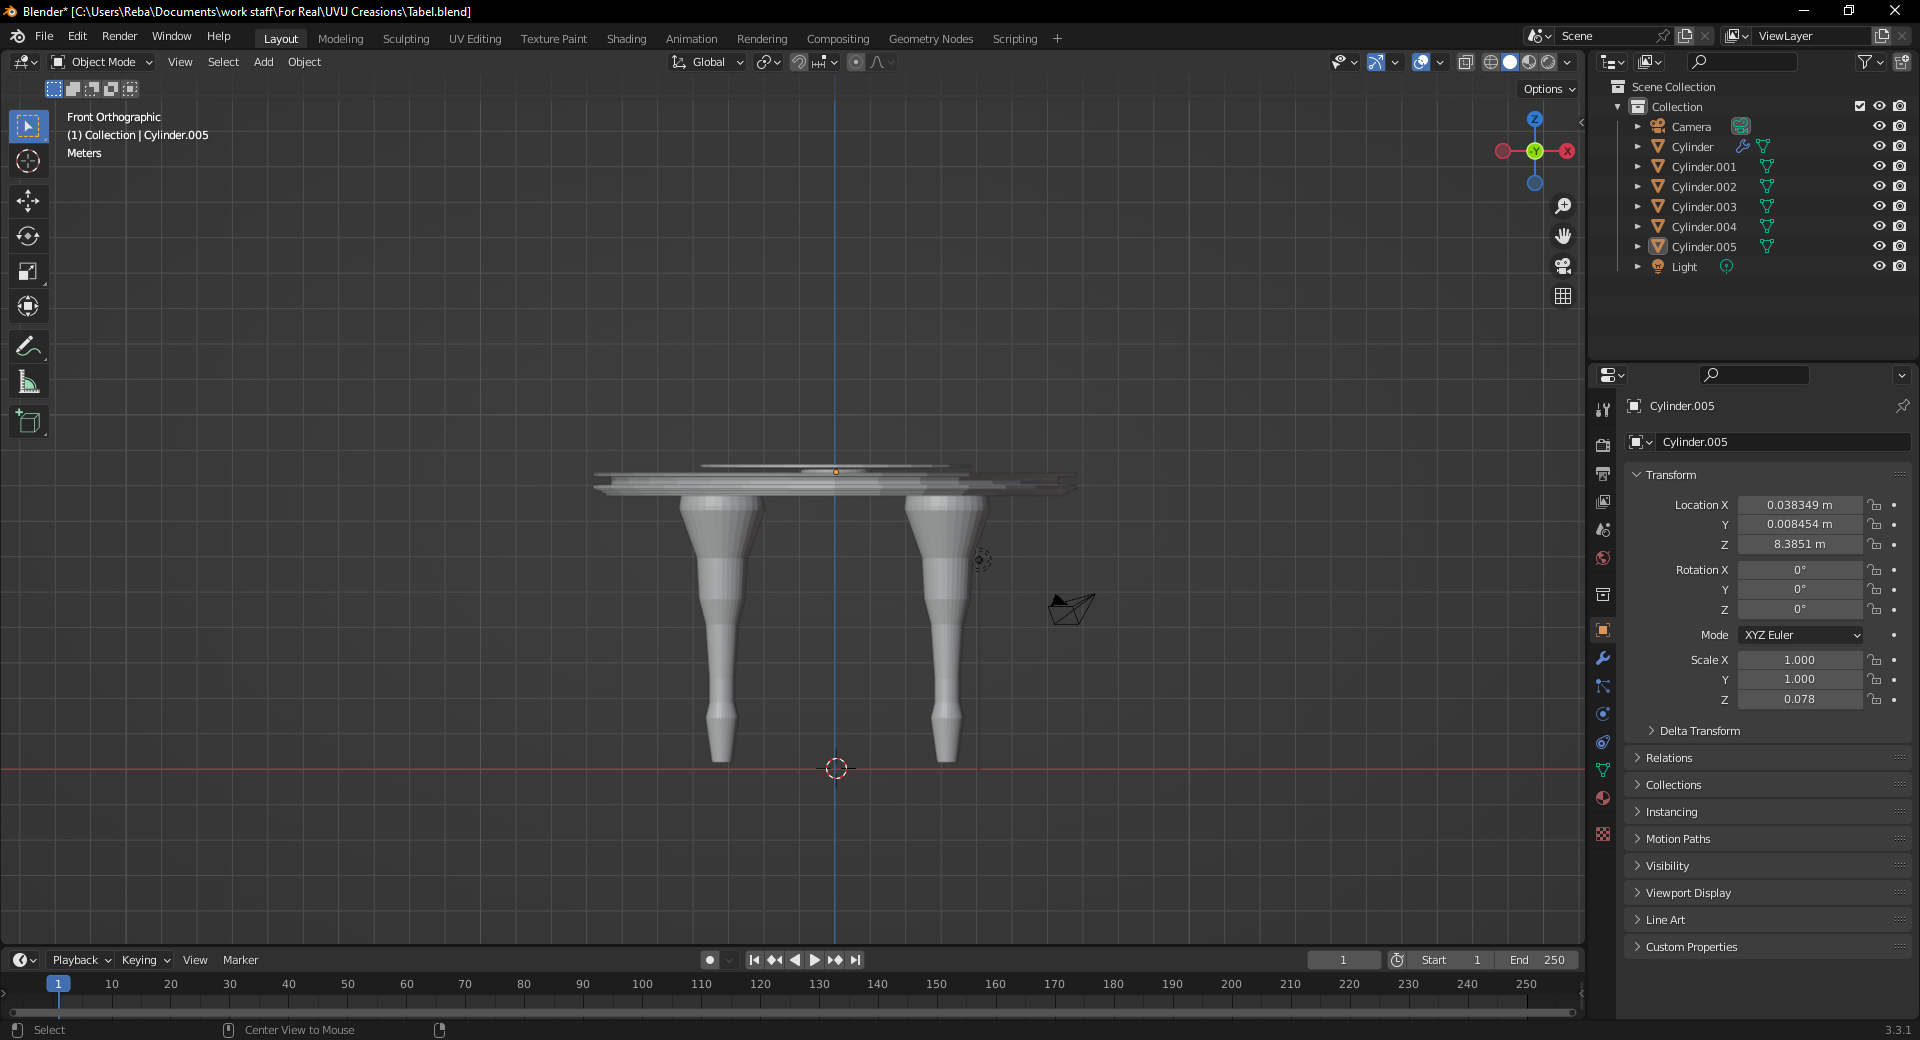 Blender* [C:\Users\Reba\Documents\work staff\For Real\UVU Creasions\Tabel.blend]
File Edit Render Window Help Layout Modeling Sculpting UV Editing Texture Paint Shading Animation Rendering Compositing Geometry Nodes Scripting + Scene ViewLayer
Object Mode View Select Add Object Global
Options
Front Orthographic
(1) Collection | Cylinder.005
Meters
Z
-Y
X
Scene Collection
Collection
Camera
Cylinder
Cylinder.001
Cylinder.002
Cylinder.003
Cylinder.004
Cylinder.005
Light
Cylinder.005
Cylinder.005
Transform
Location X 0.038349 m
Y 0.008454 m
Z 8.3851 m
Rotation X 0°
Y 0°
Z 0°
Mode XYZ Euler
Scale X 1.000
Y 1.000
Z 0.078
Delta Transform
Relations
Collections
Instancing
Motion Paths
Visibility
Viewport Display
Line Art
Custom Properties
Playback Keying View Marker 1 Start 1 End 250
1 10 20 30 40 50 60 70 80 90 100 110 120 130 140 150 160 170 180 190 200 210 220 230 240 250
Select Center View to Mouse 3.3.1